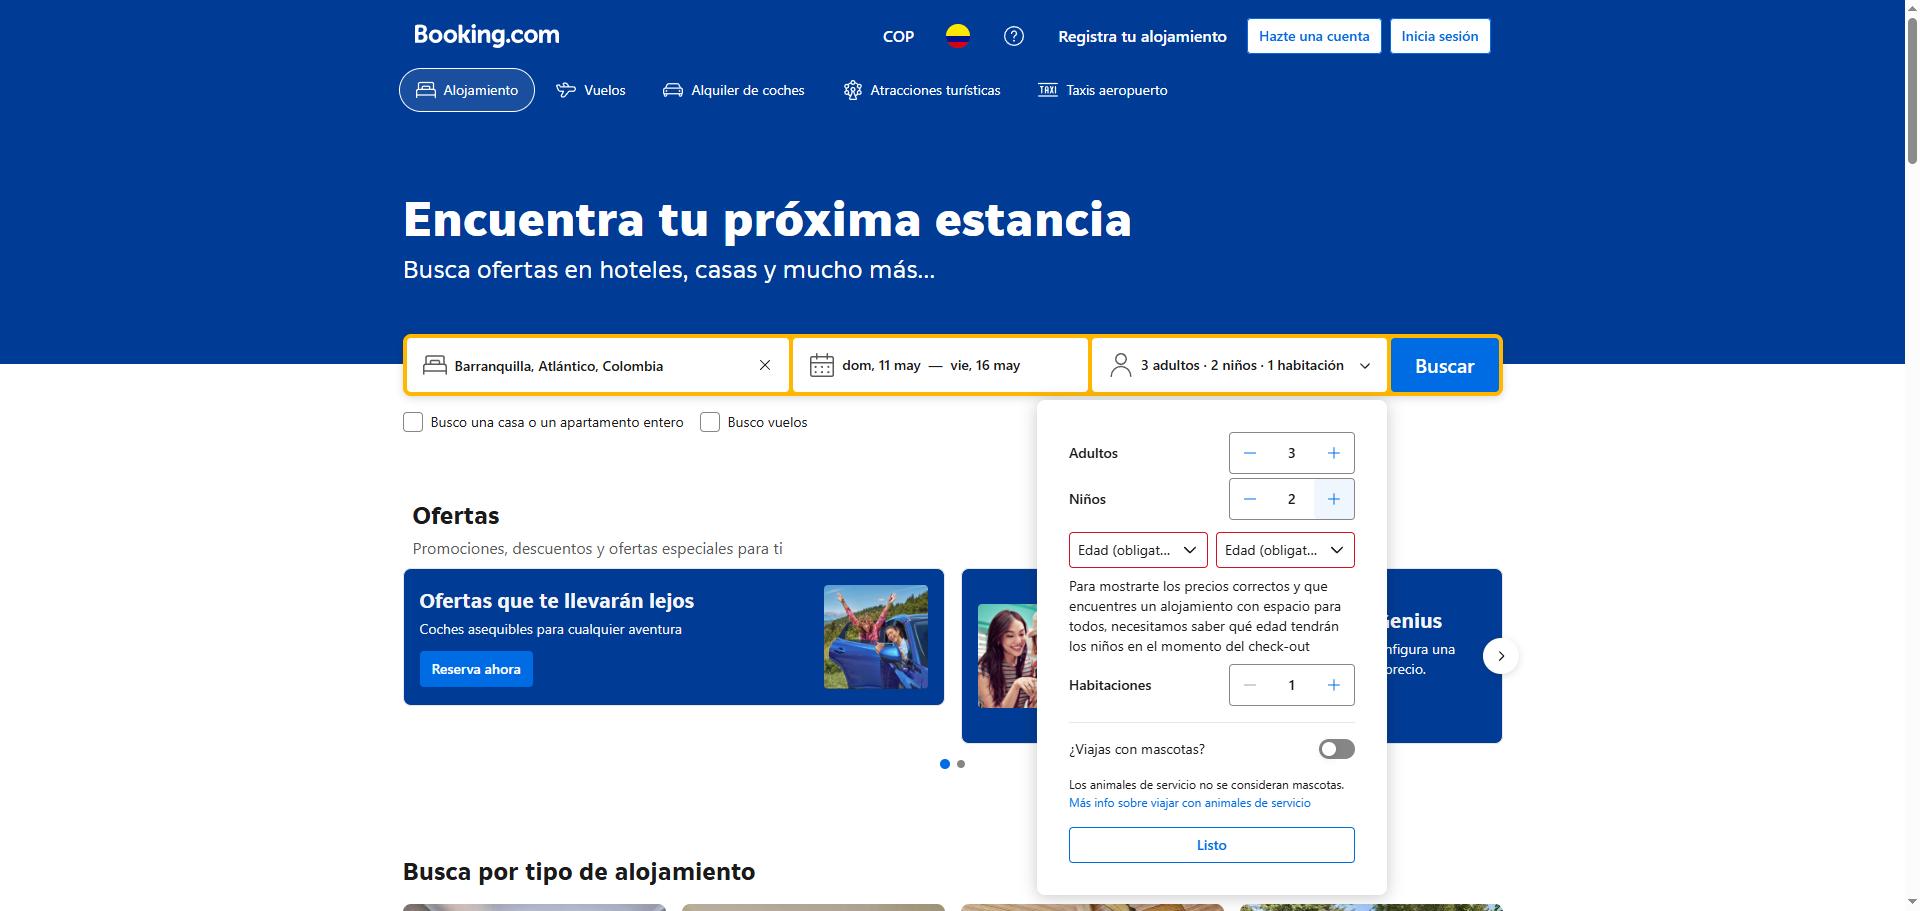 Booking.com
COP
Registra tu alojamiento
Hazte una cuenta
Inicia sesión
Alojamiento
Vuelos
Alquiler de coches
Atracciones turísticas
TAXI
Taxis aeropuerto
Encuentra tu próxima estancia
Busca ofertas en hoteles, casas y mucho más...
Barranquilla, Atlántico, Colombia
dom, 11 may — vie, 16 may
3 adultos · 2 niños · 1 habitación
Buscar
Busco una casa o un apartamento entero
Busco vuelos
Adultos
3
Niños
2
Edad (obligat...
Edad (obligat...
Para mostrarte los precios correctos y que
encuentres un alojamiento con espacio para
todos, necesitamos saber qué edad tendrán
los niños en el momento del check-out
Habitaciones
1
¿Viajas con mascotas?
Los animales de servicio no se consideran mascotas.
Más info sobre viajar con animales de servicio
Listo
Ofertas
Promociones, descuentos y ofertas especiales para ti
Ofertas que te llevarán lejos
Coches asequibles para cualquier aventura
Reserva ahora
Genius
nfigura una
precio.
Busca por tipo de alojamiento